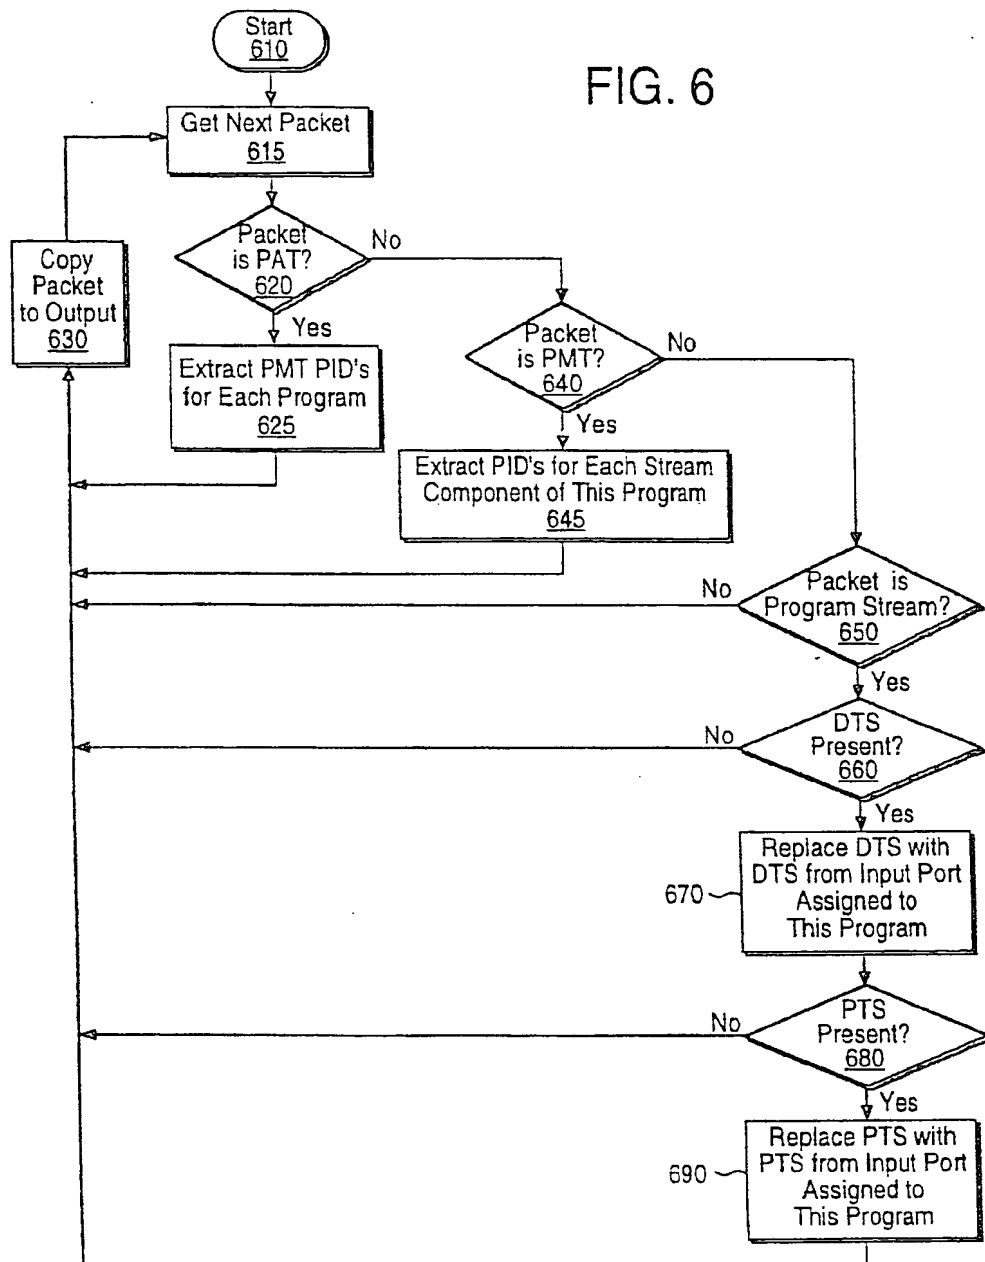 Start
610
FIG. 6
Get Next Packet
615
Packet
is PAT?
620
No
Yes
Copy
Packet
to Output
630
Extract PMT PID's
for Each Program
625
Packet
is PMT?
640
No
Yes
Extract PID's for Each Stream
Component of This Program
645
Packet is
Program Stream?
650
No
Yes
DTS
Present?
660
No
Yes
Replace DTS with
DTS from Input Port
Assigned to
This Program
670
PTS
Present?
680
No
Yes
Replace PTS with
PTS from Input Port
Assigned to
This Program
690